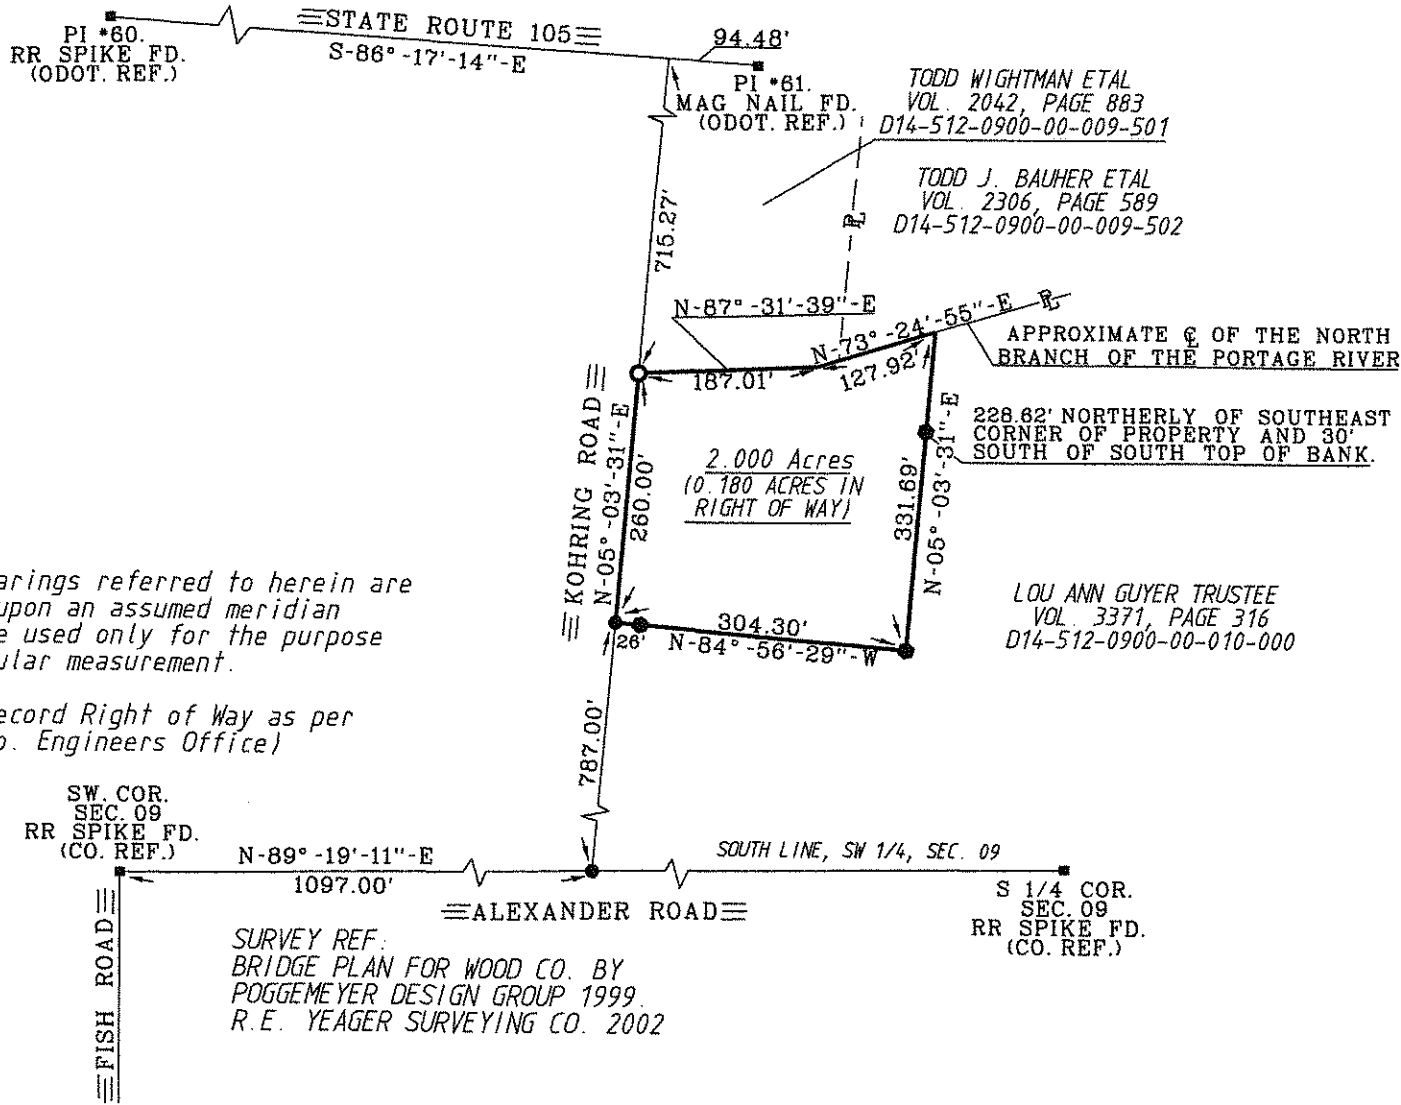 STATE ROUTE 105
S-86°-17'-14"-E
94.48'
PI *60.
RR SPIKE FD.
(ODOT. REF.)
PI *61.
MAG NAIL FD.
(ODOT. REF.)
TODD WIGHTMAN ETAL
VOL. 2042, PAGE 883
D14-512-0900-00-009-501
TODD J. BAUHER ETAL
VOL. 2306, PAGE 589
D14-512-0900-00-009-502
715.27'
PL
N-87°-31'-39"-E
187.01'
N-73°-24'-55"-E
127.92'
PL
APPROXIMATE ℄ OF THE NORTH
BRANCH OF THE PORTAGE RIVER
228.62' NORTHERLY OF SOUTHEAST
CORNER OF PROPERTY AND 30'
SOUTH OF SOUTH TOP OF BANK.
KOHRING ROAD
N-05°-03'-31"-E
260.00'
2.000 Acres
(0.180 ACRES IN
RIGHT OF WAY)
331.69'
N-05°-03'-31"-E
304.30'
26'
N-84°-56'-29"-W
LOU ANN GUYER TRUSTEE
VOL. 3371, PAGE 316
D14-512-0900-00-010-000
arings referred to herein are
upon an assumed meridian
e used only for the purpose
ular measurement.
ecord Right of Way as per
o. Engineers Office)
787.00'
SW. COR.
SEC. 09
RR SPIKE FD.
(CO. REF.)
N-89°-19'-11"-E
1097.00'
SOUTH LINE, SW 1/4, SEC. 09
ALEXANDER ROAD
S 1/4 COR.
SEC. 09
RR SPIKE FD.
(CO. REF.)
FISH ROAD
SURVEY REF:
BRIDGE PLAN FOR WOOD CO. BY
POGGEMEYER DESIGN GROUP 1999.
R.E. YEAGER SURVEYING CO. 2002